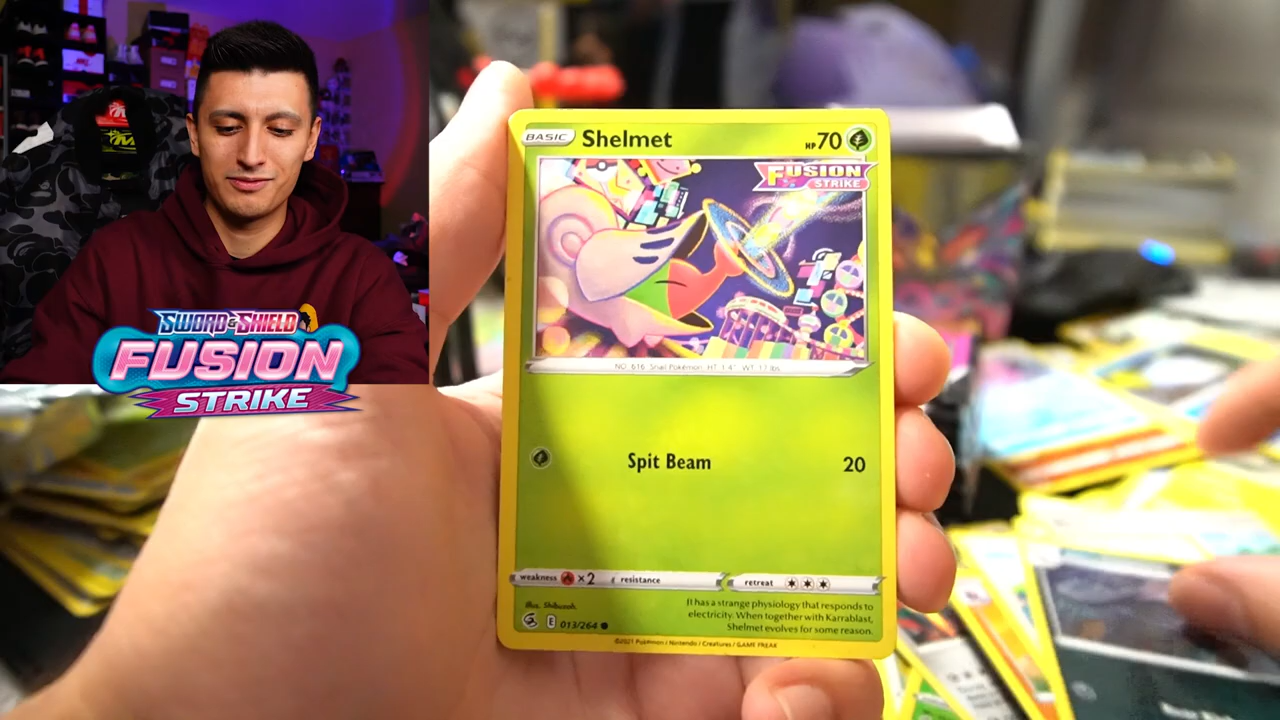 BASIC Shelmet HP 70
FUSION
STRIKE
NO. 616 Snail Pokémon HT: 1'4" WT: 17 lbs
Spit Beam 20
weakness ×2 resistance retreat
Illus. Shibuzoh.
It has a strange physiology that responds to
electricity. When together with Karrablast,
Shelmet evolves for some reason.
E 013/264
©2021 Pokémon / Nintendo / Creatures / GAME FREAK
SWORD & SHIELD
FUSION
STRIKE